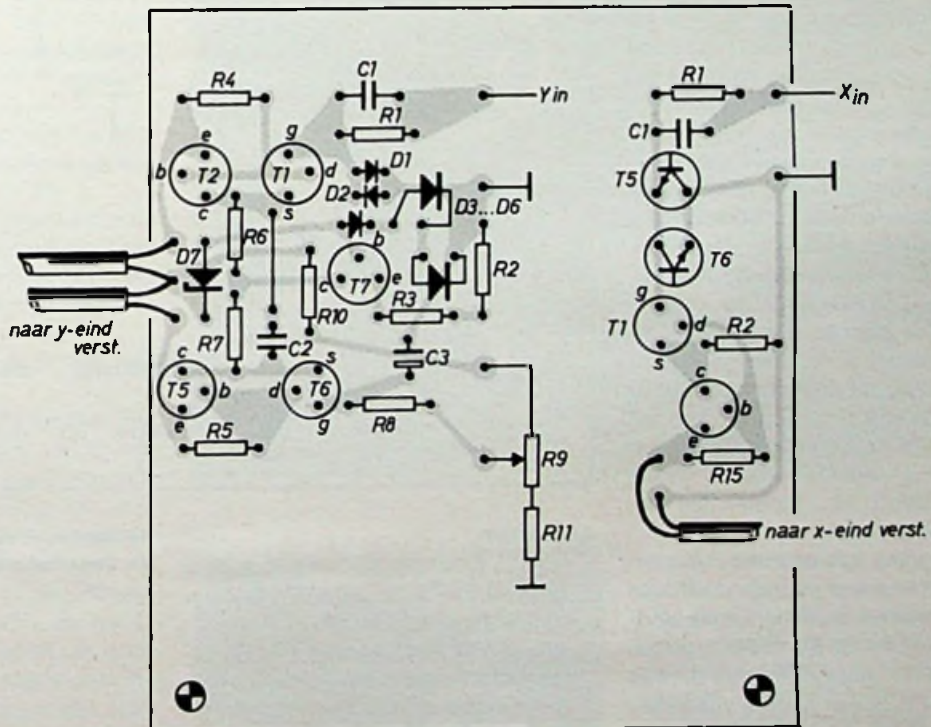 R4
C1
Yin
R1
Xin
R1
C1
e
g
b
T2
T1
d
D1
D2
T5
c
s
D3...D6
b
R6
D7
R2
T6
c
T7
e
g
R10
R3
T1
d
R2
naar y-eind
verst.
R7
C2
C3
s
c
s
c
T5
b
d
T6
b
e
g
R8
e
R5
R9
R15
R11
naar x-eind verst.